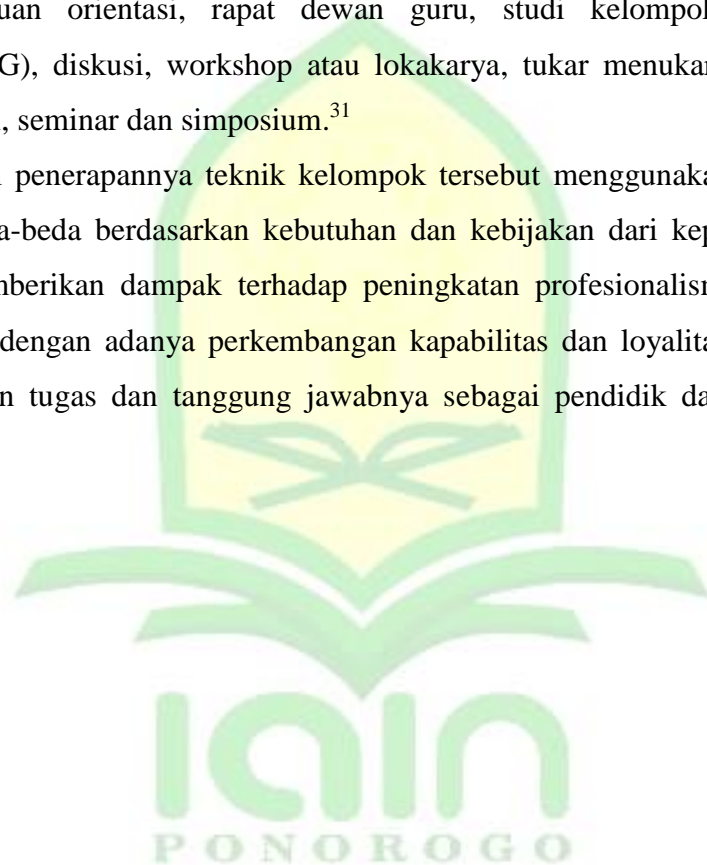 uan orientasi, rapat dewan guru, studi kelompok
G), diskusi, workshop atau lokakarya, tukar menukar
, seminar dan simposium.31
penerapannya teknik kelompok tersebut menggunaka
a-beda berdasarkan kebutuhan dan kebijakan dari kep
nberikan dampak terhadap peningkatan profesionalism
dengan adanya perkembangan kapabilitas dan loyalita
n tugas dan tanggung jawabnya sebagai pendidik da
iain
PONOROGO